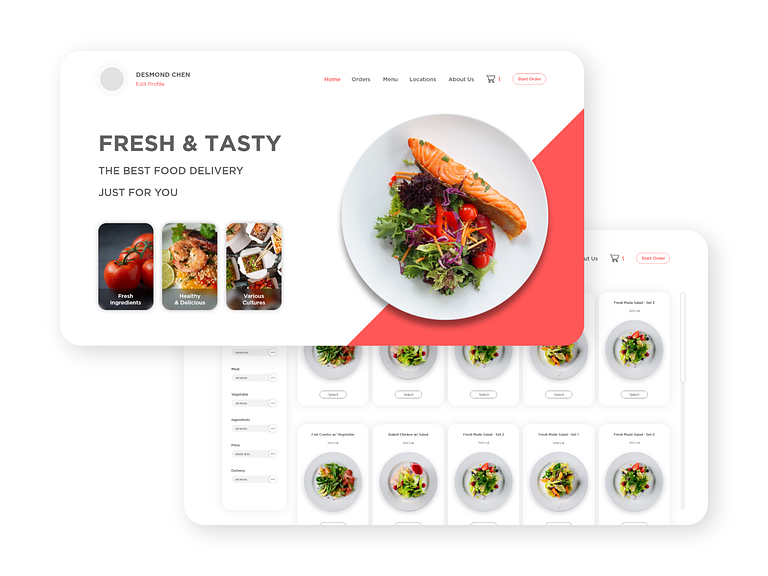 DESMOND CHEN
Edit Profile
Home Orders Menu Locations About Us 1 Start Order
FRESH & TASTY
THE BEST FOOD DELIVERY
JUST FOR YOU
Fresh
Ingredients
Healthy
& Delicious
Various
Cultures
ut Us 1 Start Order
Fresh Made Salad - Set 2
Meal
Vegetable
Ingredients
Price
Delivery
Select Select Select Select Select
Fish Combo w/ Vegetable Baked Chicken w/ Salad Fresh Made Salad - Set 2 Fresh Made Salad - Set 1 Fresh Made Salad - Set 2